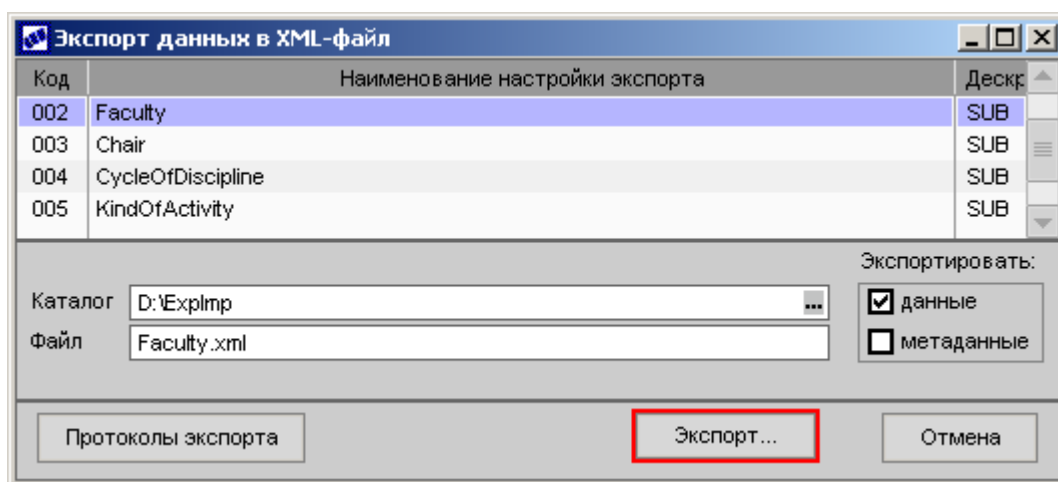 Экспорт данных в XML-файл
Код Наименование настройки экспорта Дескр
002 Faculty SUB
003 Chair SUB
004 CycleOfDiscipline SUB
005 KindOfActivity SUB
Экспортировать:
Каталог D:\ExpImp ... данные
Файл Faculty.xml метаданные
Протоколы экспорта Экспорт... Отмена